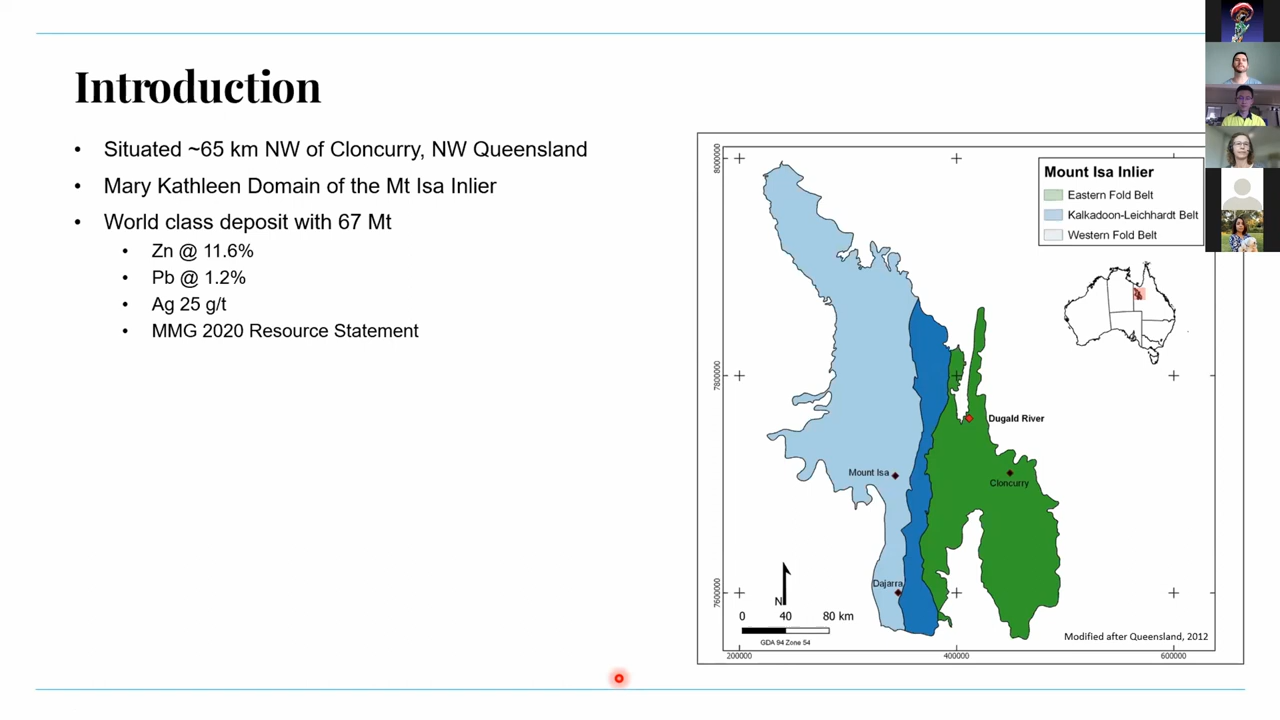 Introduction
• Situated ~65 km NW of Cloncurry, NW Queensland
• Mary Kathleen Domain of the Mt Isa Inlier
• World class deposit with 67 Mt
• Zn @ 11.6%
• Pb @ 1.2%
• Ag 25 g/t
• MMG 2020 Resource Statement
Mount Isa Inlier
Eastern Fold Belt
Kalkadoon-Leichhardt Belt
Western Fold Belt
8000000
7800000
7600000
Dugald River
Mount Isa
Cloncurry
Dajarra
N
0 40 80 km
GDA 94 Zone 54
Modified after Queensland, 2012
200000 400000 600000